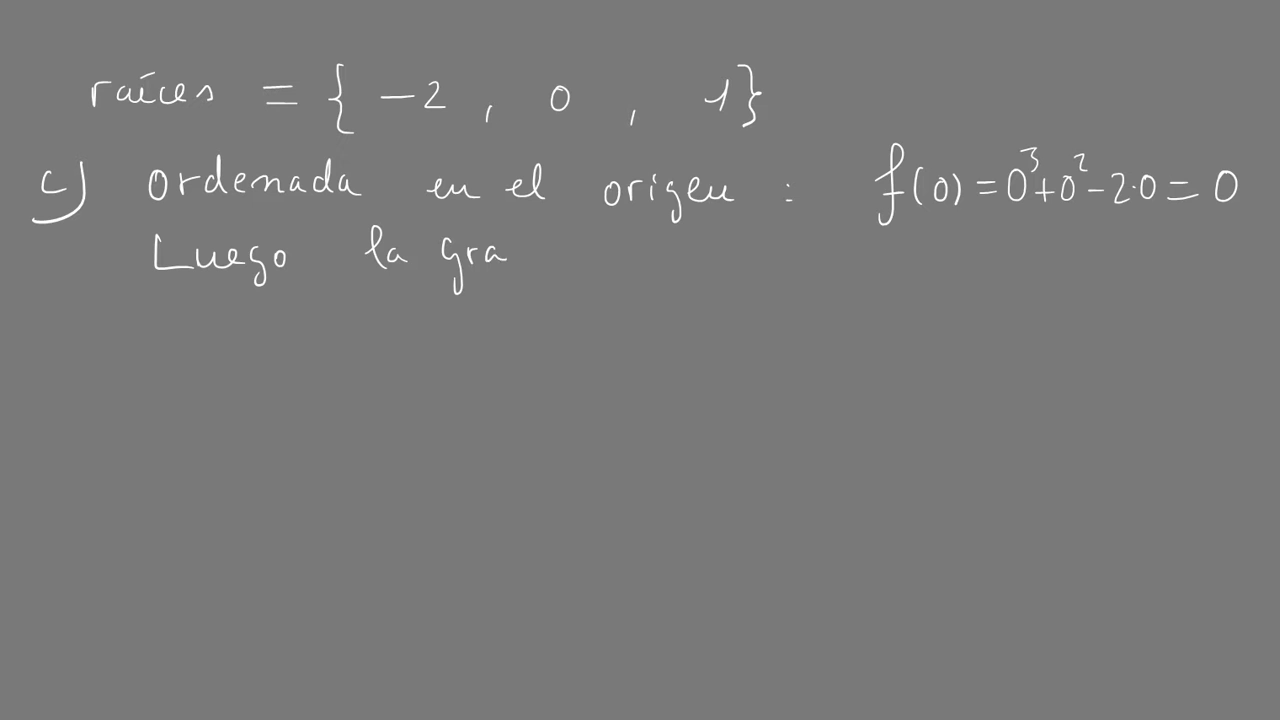 raíces = { -2 , 0 , 1}
c) Ordenada en el origen : f(0) = 0³+0²-2·0 = 0
Luego la gra